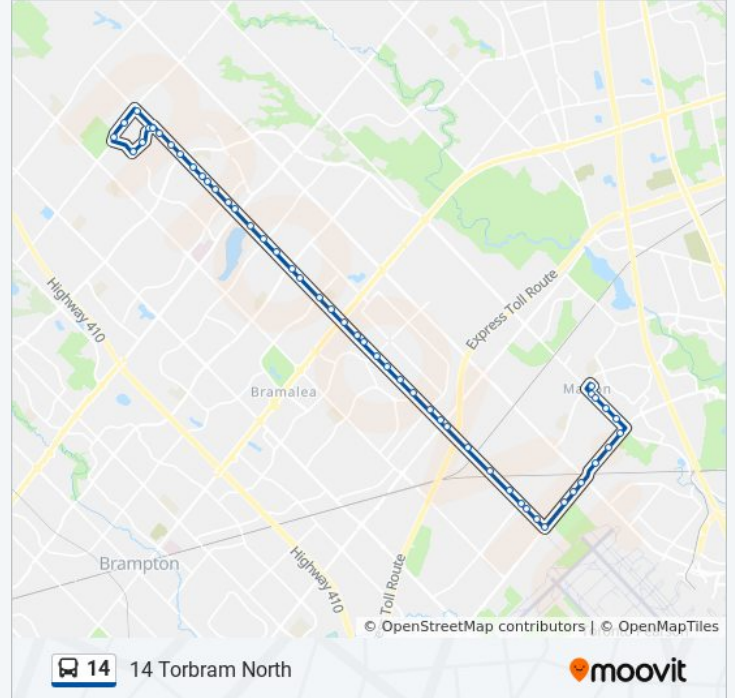 Highway 410
Express Toll Route
Bramalea
Brampton
Highway 410
Toll Route
© OpenStreetMap contributors | © OpenMapTiles
14
14 Torbram North
moovit